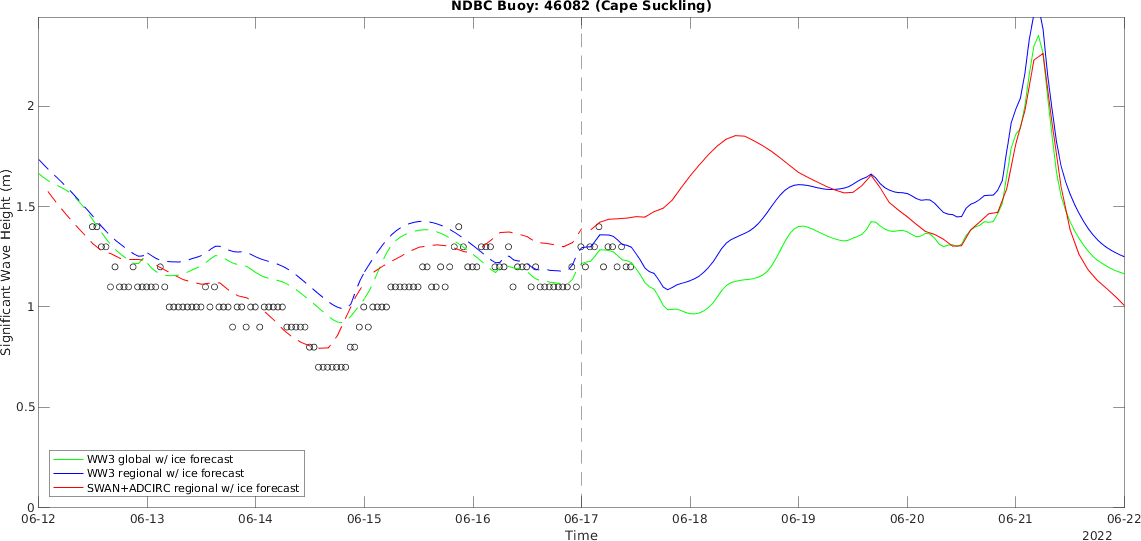 NDBC Buoy: 46082 (Cape Suckling)
Significant Wave Height (m)
2
1.5
1
0.5
0
WW3 global w/ ice forecast
WW3 regional w/ ice forecast
SWAN+ADCIRC regional w/ ice forecast
06-12 06-13 06-14 06-15 06-16 06-17 06-18 06-19 06-20 06-21 06-22
Time
2022